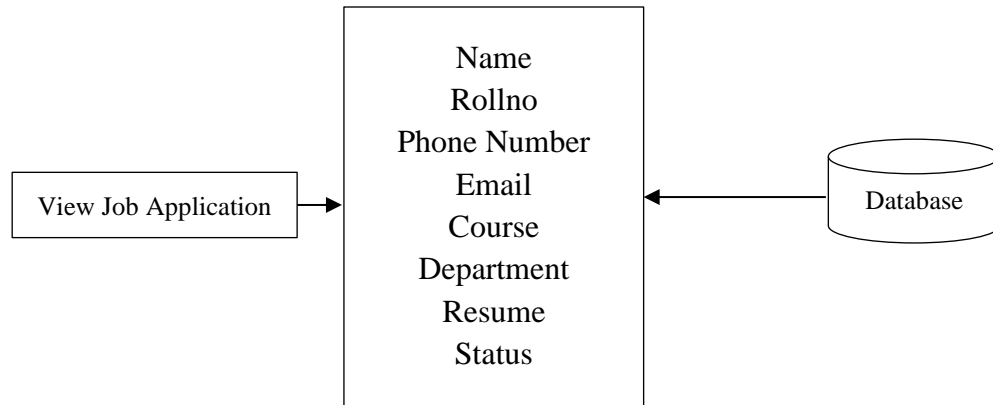 View Job Application
Name
Rollno
Phone Number
Email
Course
Department
Resume
Status
Database